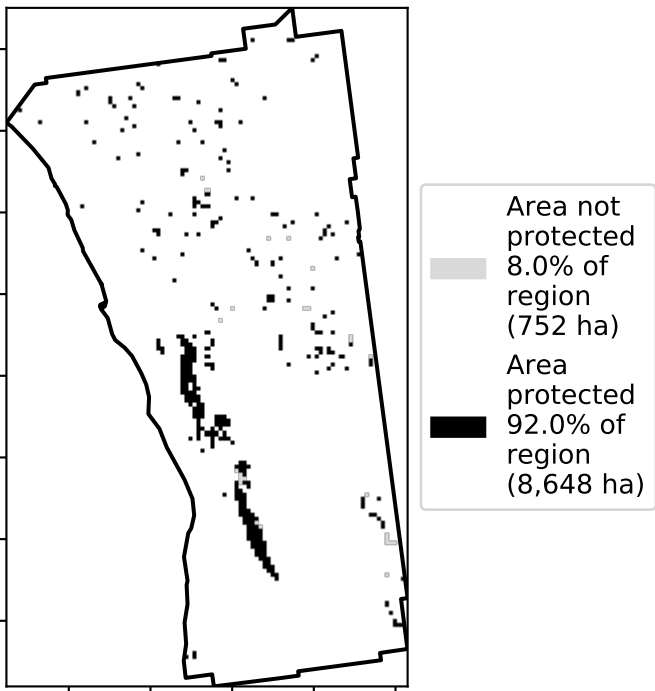 Area not
protected
8.0% of
region
(752 ha)
Area
protected
92.0% of
region
(8,648 ha)